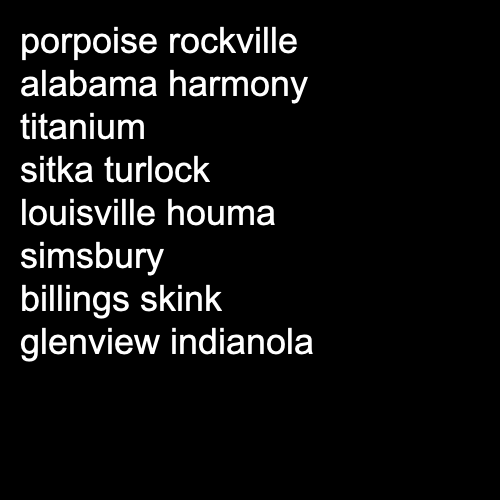 porpoise rockville
alabama harmony
titanium
sitka turlock
louisville houma
simsbury
billings skink
glenview indianola